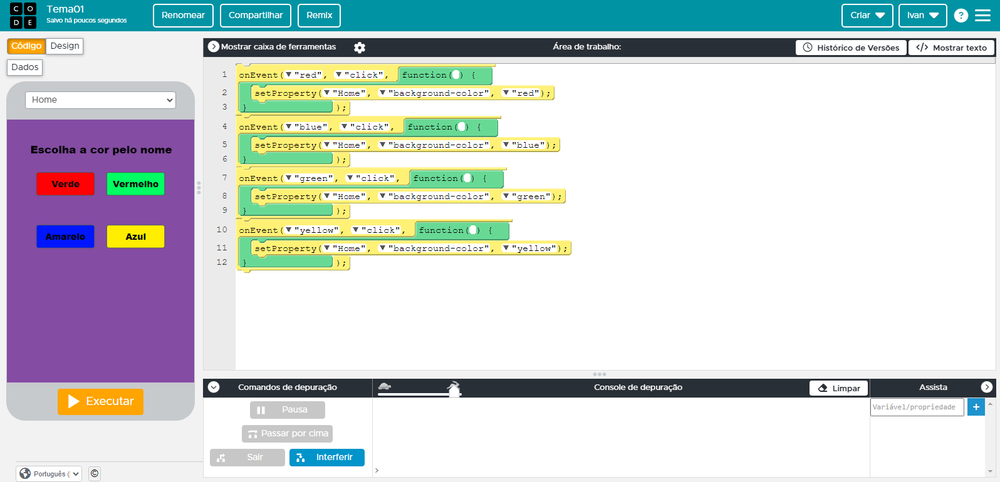 CODE
Tema01
Salvo há poucos segundos
Renomear
Compartilhar
Remix
Criar
Ivan
?
Código
Design
Dados
Mostrar caixa de ferramentas
Área de trabalho:
Histórico de Versões
</> Mostrar texto
Home
Escolha a cor pelo nome
Verde
Vermelho
Amarelo
Azul
Executar
1 onEvent(▼"red", ▼"click", function( ) {
2 setProperty(▼"Home", ▼"background-color", ▼"red");
3 } );
4 onEvent(▼"blue", ▼"click", function( ) {
5 setProperty(▼"Home", ▼"background-color", ▼"blue");
6 } );
7 onEvent(▼"green", ▼"click", function( ) {
8 setProperty(▼"Home", ▼"background-color", ▼"green");
9 } );
10 onEvent(▼"yellow", ▼"click", function( ) {
11 setProperty(▼"Home", ▼"background-color", ▼"yellow");
12 } );
Comandos de depuração
Console de depuração
Limpar
Assista
Pausa
Passar por cima
Sair
Interferir
>
Variável/propriedade
+
Português (
©